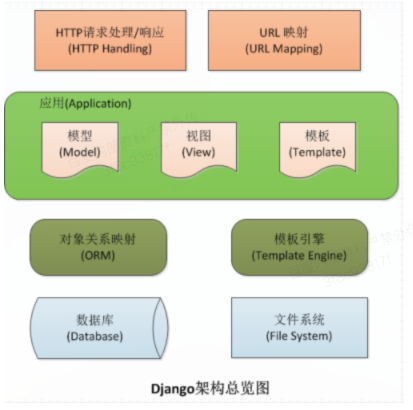 HTTP请求处理/响应
(HTTP Handling)
URL 映射
(URL Mapping)
应用(Application)
模型
(Model)
视图
(View)
模板
(Template)
对象关系映射
(ORM)
模板引擎
(Template Engine)
数据库
(Database)
文件系统
(File System)
Django架构总览图